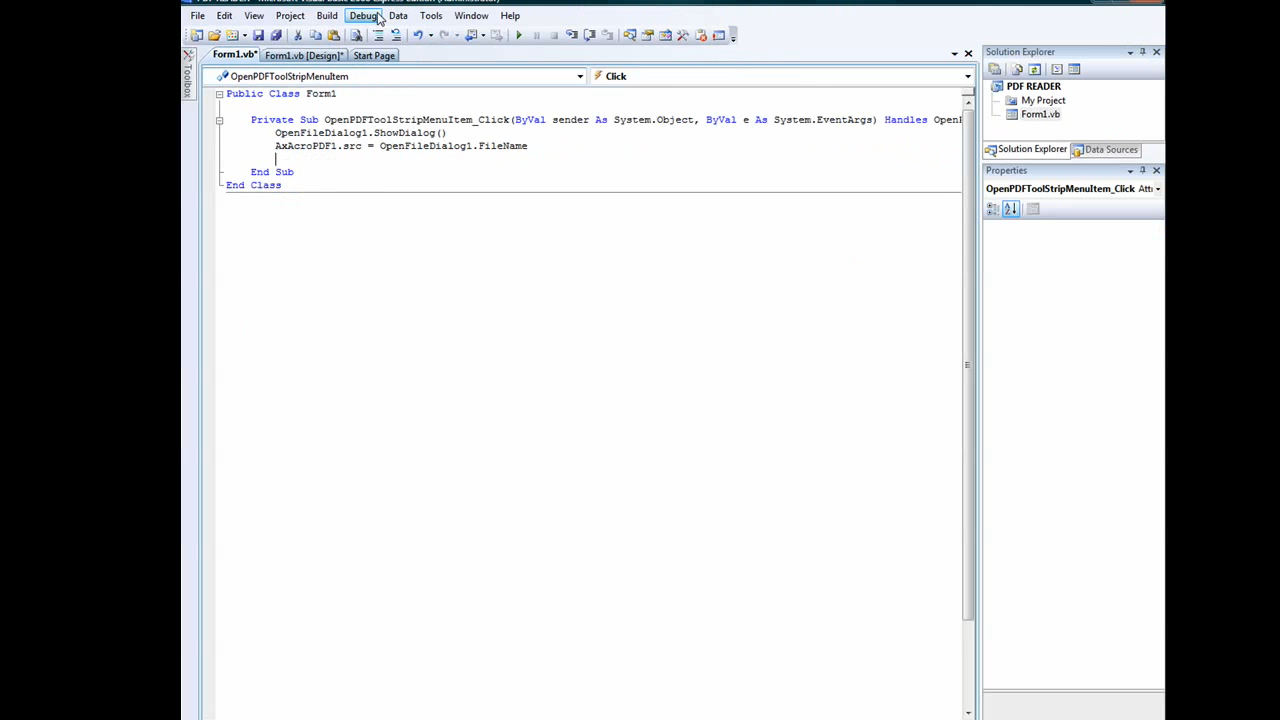 File Edit View Project Build Debug Data Tools Window Help
Form1.vb* Form1.vb [Design]* Start Page
Toolbox
OpenPDFToolStripMenuItem Click
Public Class Form1
Private Sub OpenPDFToolStripMenuItem_Click(ByVal sender As System.Object, ByVal e As System.EventArgs) Handles
OpenFileDialog1.ShowDialog()
AxAcroPDF1.src = OpenFileDialog1.FileName
End Sub
End Class
Solution Explorer
PDF READER
My Project
Form1.vb
Solution Explorer Data Sources
Properties
OpenPDFToolStripMenuItem_Click